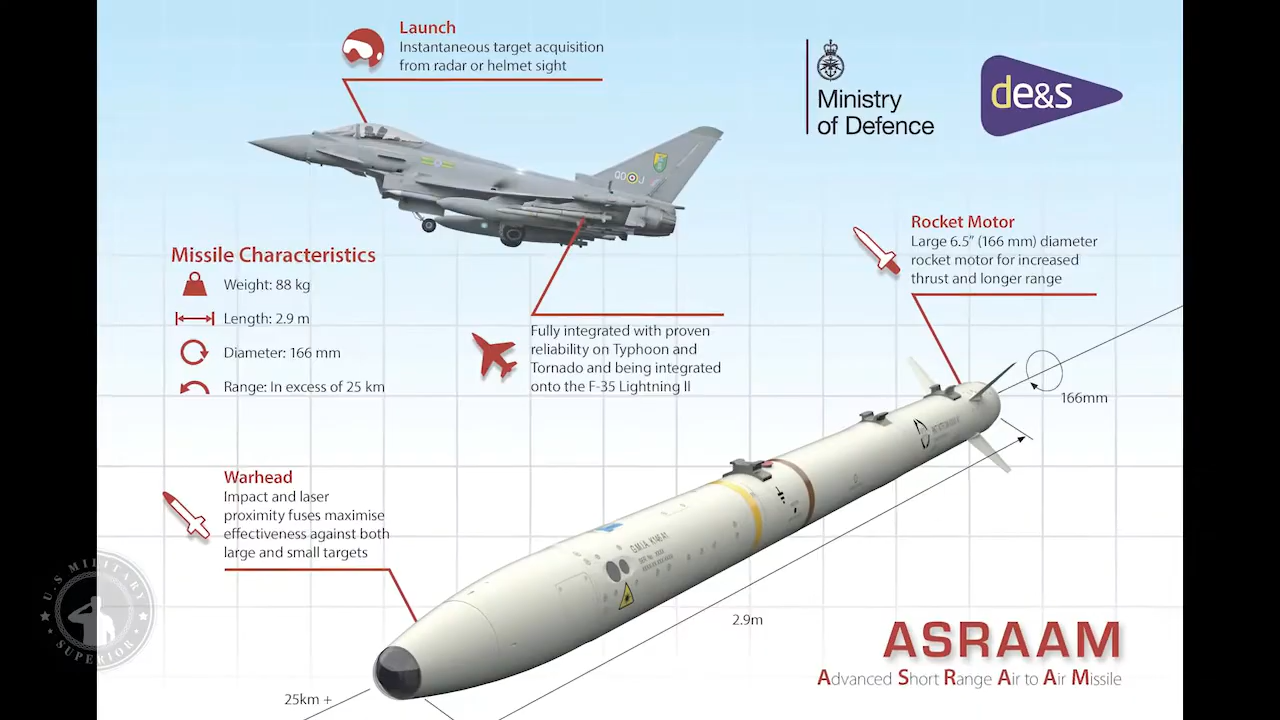 Launch
Instantaneous target acquisition
from radar or helmet sight
Ministry
of Defence
de&s
QO J
Missile Characteristics
Weight: 88 kg
Length: 2.9 m
Diameter: 166 mm
Range: In excess of 25 km
Fully integrated with proven
reliability on Typhoon and
Tornado and being integrated
onto the F-35 Lightning II
Rocket Motor
Large 6.5” (166 mm) diameter
rocket motor for increased
thrust and longer range
166mm
Warhead
Impact and laser
proximity fuses maximise
effectiveness against both
large and small targets
2.9m
25km +
ASRAAM
Advanced Short Range Air to Air Missile
U.S MILITARY
SUPERIOR